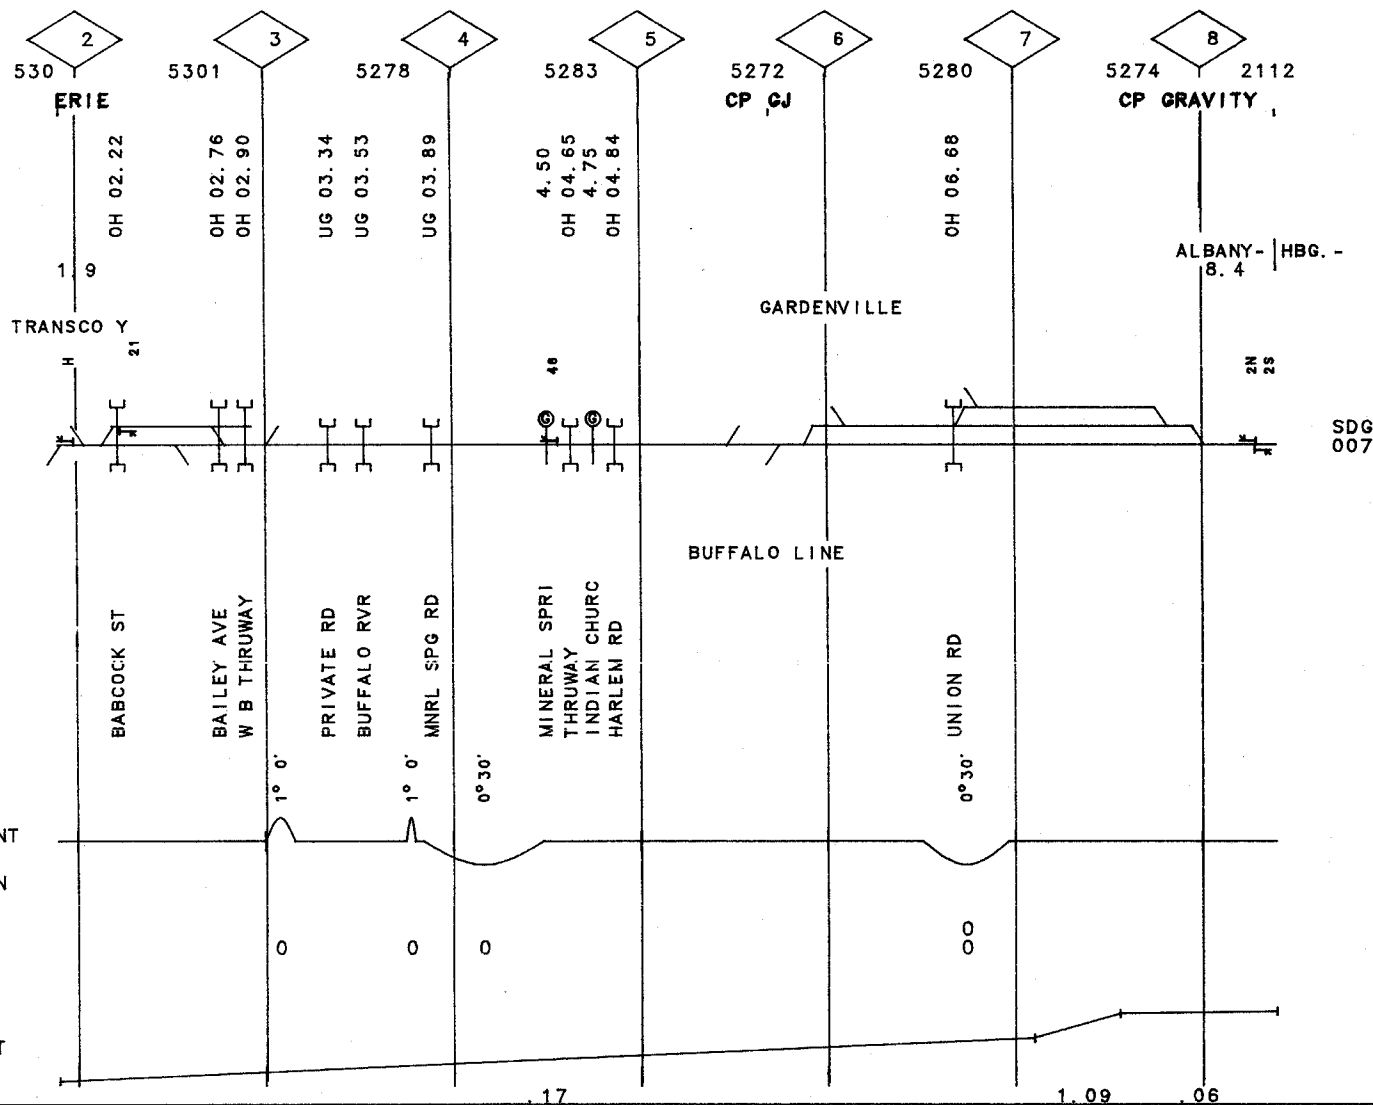 2 3 4 5 6 7 8
530 5301 5278 5283 5272 5280 5274 2112
ERIE CP GJ CP GRAVITY
OH 02.22
OH 02.76
OH 02.90
UG 03.34
UG 03.53
UG 03.89
4.50
OH 04.65
4.75
OH 04.84
OH 06.68
ALBANY- HBG.-
1.9 8.4
GARDENVILLE
TRANSCO Y
H 21 46 2N 2S
G G
SDG
007
BUFFALO LINE
BABCOCK ST
BAILEY AVE
W B THRUWAY
PRIVATE RD
BUFFALO RVR
MNRL SPG RD
MINERAL SPRI
THRUWAY
INDIAN CHURC
HARLEM RD
UNION RD
1° 0' 1° 0' 0°30' 0°30'
NT
N
0 0 0 0
0
T
.17 1.09 .06